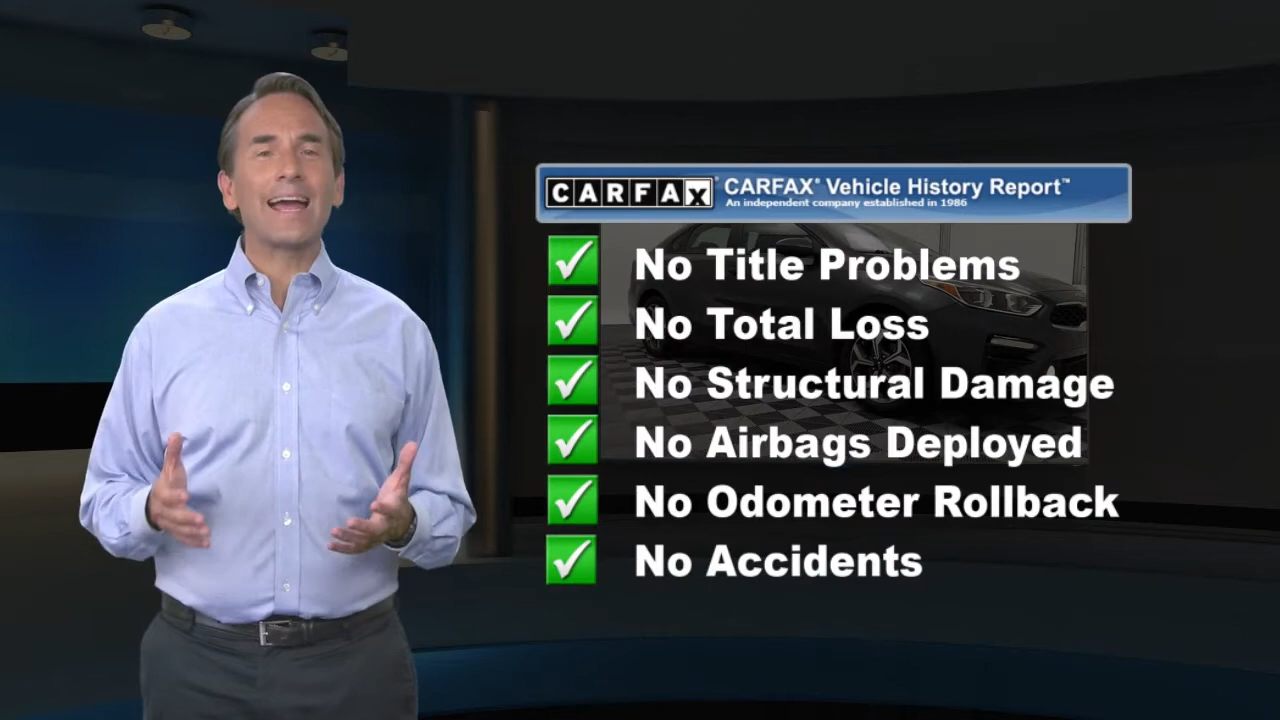 CARFAX® CARFAX® Vehicle History Report™
An independent company established in 1986
No Title Problems
No Total Loss
No Structural Damage
No Airbags Deployed
No Odometer Rollback
No Accidents